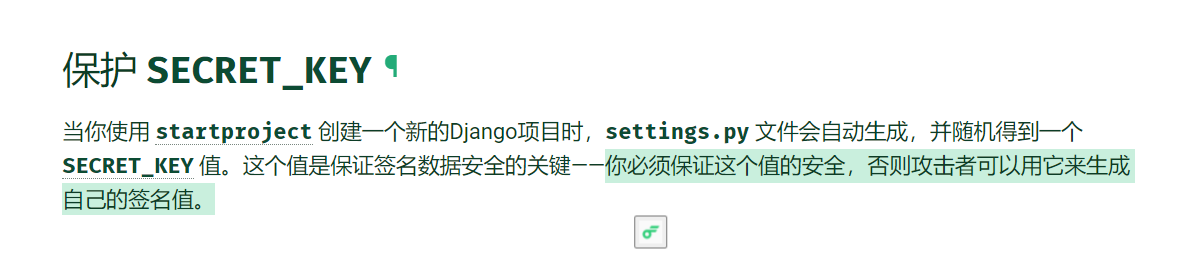 保护 SECRET_KEY ¶
当你使用 startproject 创建一个新的Django项目时，settings.py 文件会自动生成，并随机得到一个
SECRET_KEY 值。这个值是保证签名数据安全的关键——你必须保证这个值的安全，否则攻击者可以用它来生成
自己的签名值。